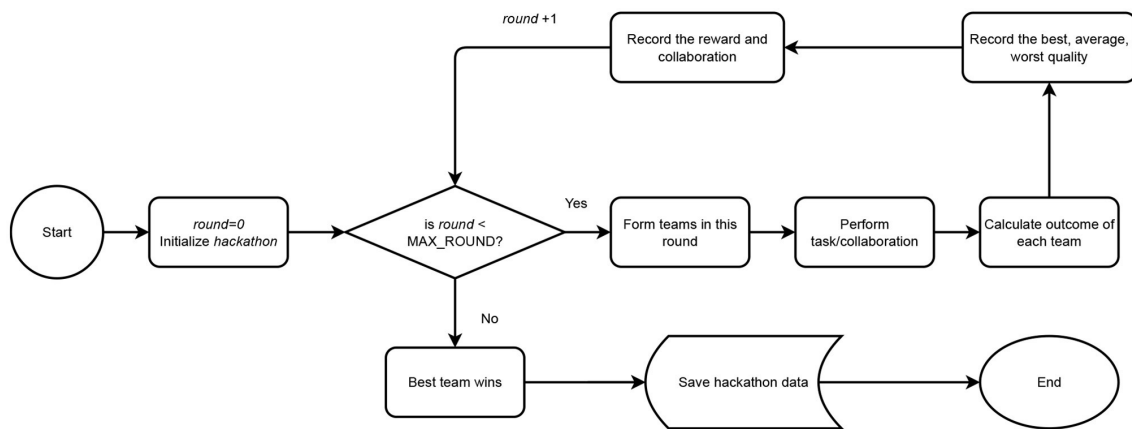 round +1
Record the reward and
collaboration
Record the best, average,
worst quality
Start
round=0
Initialize hackathon
is round <
MAX_ROUND?
Yes
Form teams in this
round
Perform
task/collaboration
Calculate outcome of
each team
No
Best team wins
Save hackathon data
End